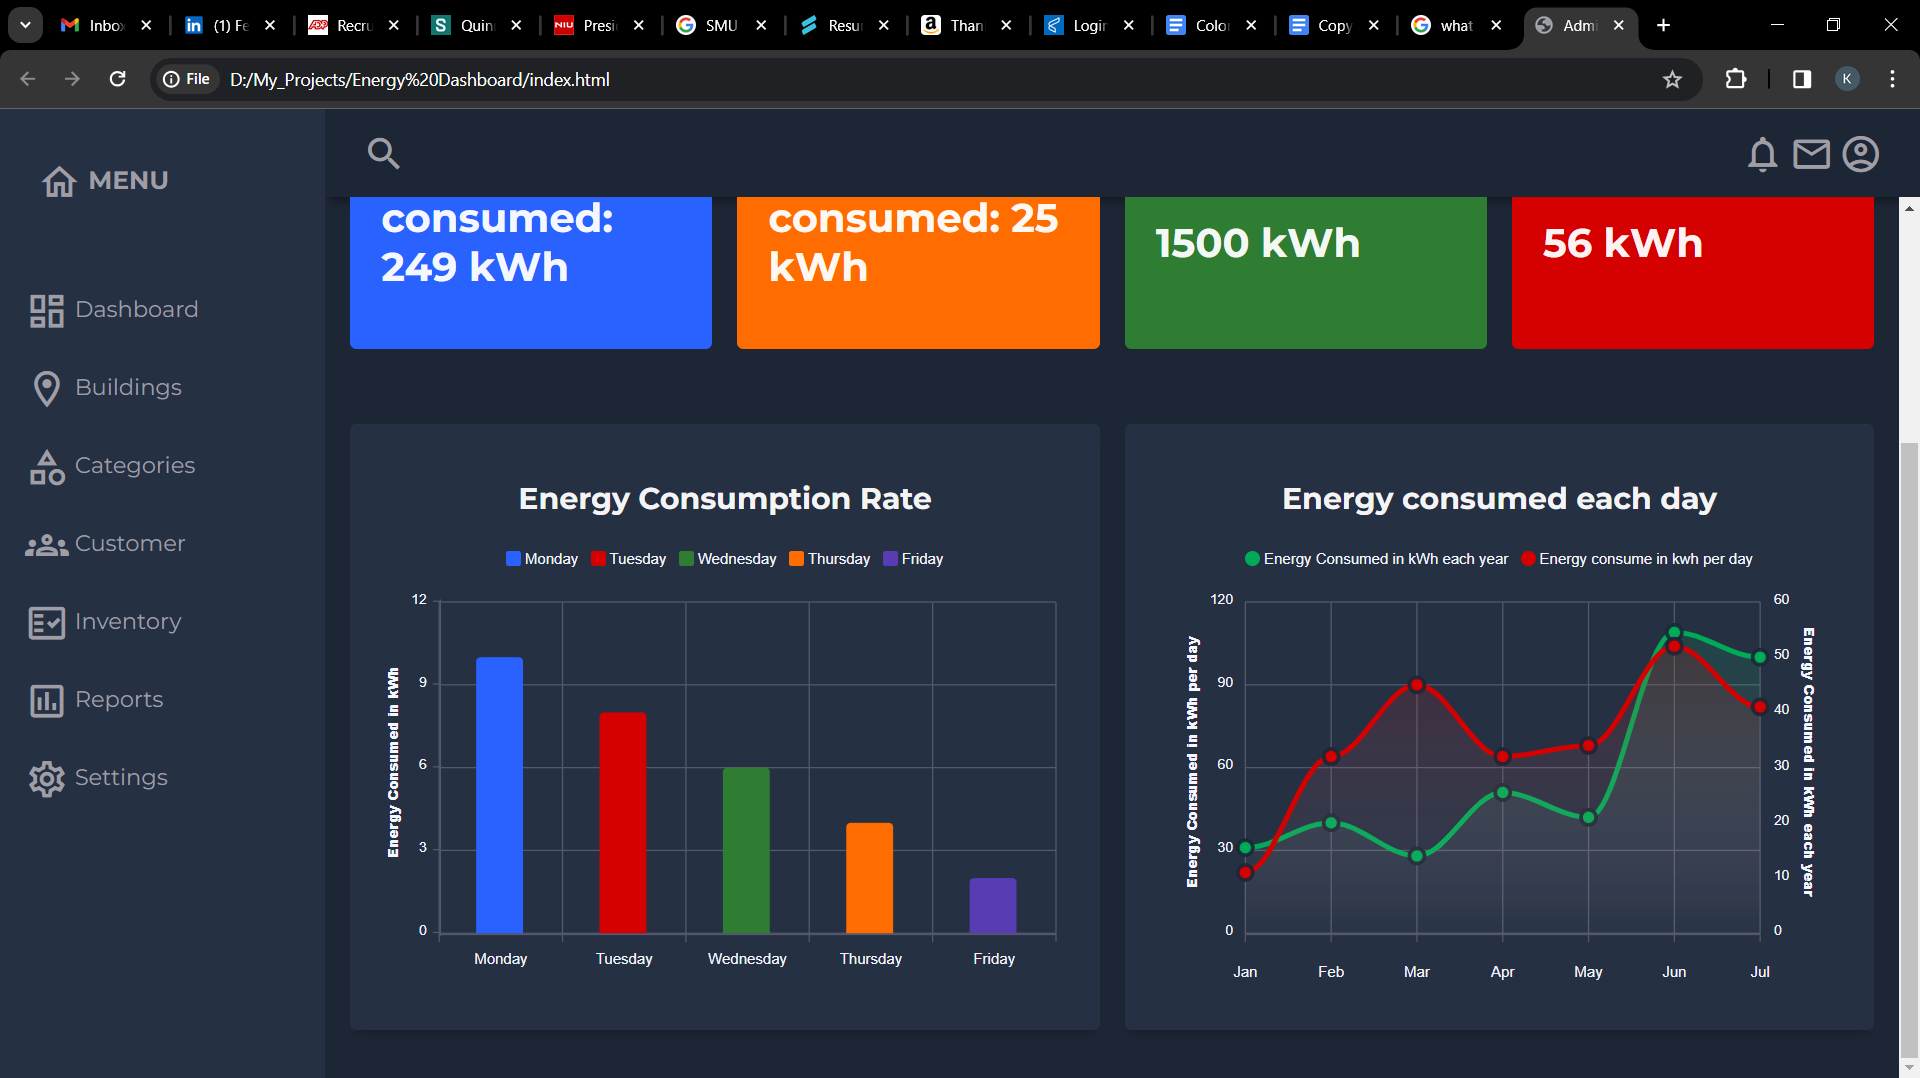 Inbox
(1) Fe
Recru
Quin
Presi
SMU
Resu
Than
Login
Color
Copy
what
Admi
File D:/My_Projects/Energy%20Dashboard/index.html
K
MENU
Dashboard
Buildings
Categories
Customer
Inventory
Reports
Settings
consumed:
249 kWh
consumed: 25
kWh
1500 kWh
56 kWh
Energy Consumption Rate
Monday Tuesday Wednesday Thursday Friday
Energy Consumed in kWh
12
9
6
3
0
Monday Tuesday Wednesday Thursday Friday
Energy consumed each day
Energy Consumed in kWh each year Energy consume in kwh per day
Energy Consumed in kWh per day
120
90
60
30
0
60
50
40
30
20
10
0
Energy Consumed in kWh each year
Jan Feb Mar Apr May Jun Jul